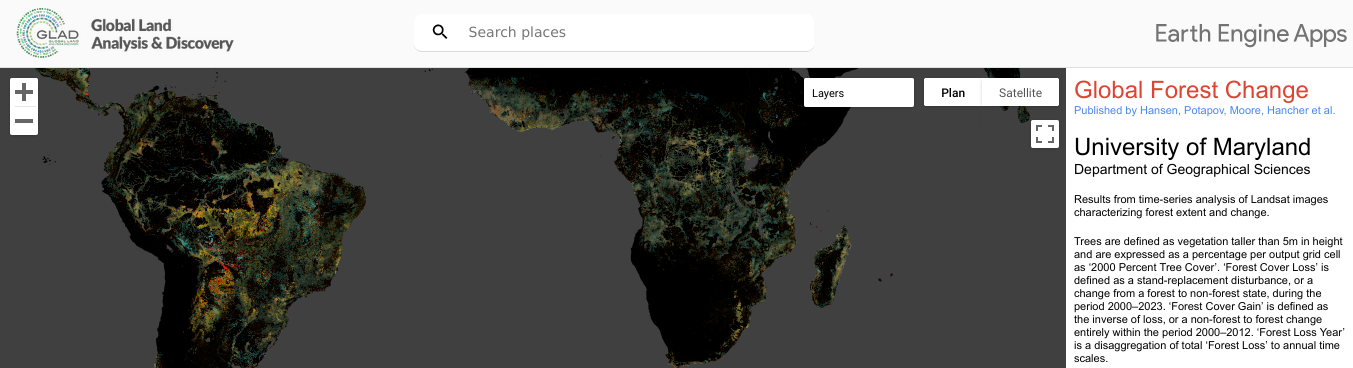 GLAD
Global Land
Analysis & Discovery
Search places
Earth Engine Apps
Layers
Plan
Satellite
Global Forest Change
Published by Hansen, Potapov, Moore, Hancher et al.
University of Maryland
Department of Geographical Sciences
Results from time-series analysis of Landsat images
characterizing forest extent and change.
Trees are defined as vegetation taller than 5m in height
and are expressed as a percentage per output grid cell
as ‘2000 Percent Tree Cover’. ‘Forest Cover Loss’ is
defined as a stand-replacement disturbance, or a
change from a forest to non-forest state, during the
period 2000–2023. ‘Forest Cover Gain’ is defined as
the inverse of loss, or a non-forest to forest change
entirely within the period 2000–2012. ‘Forest Loss Year’
is a disaggregation of total ‘Forest Loss’ to annual time
scales.